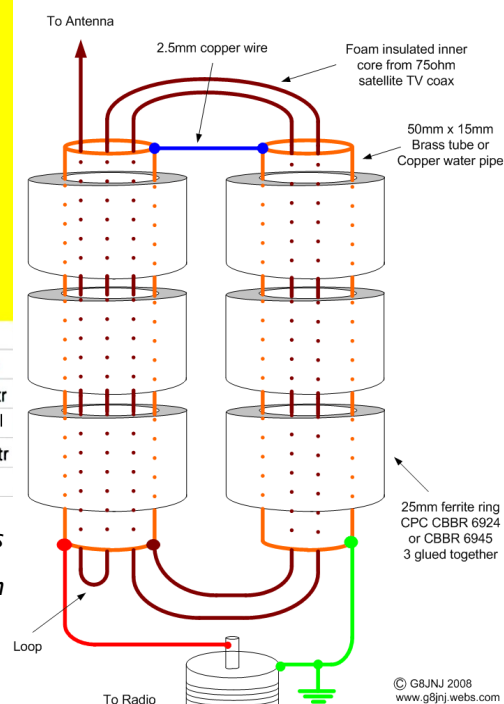 To Antenna
2.5mm copper wire
Foam insulated inner
core from 75ohm
satellite TV coax
50mm x 15mm
Brass tube or
Copper water pipe
tr
l
tr
s
n
25mm ferrite ring
CPC CBBR 6924
or CBBR 6945
3 glued together
Loop
To Radio
© G8JNJ 2008
www.g8jnj.webs.com